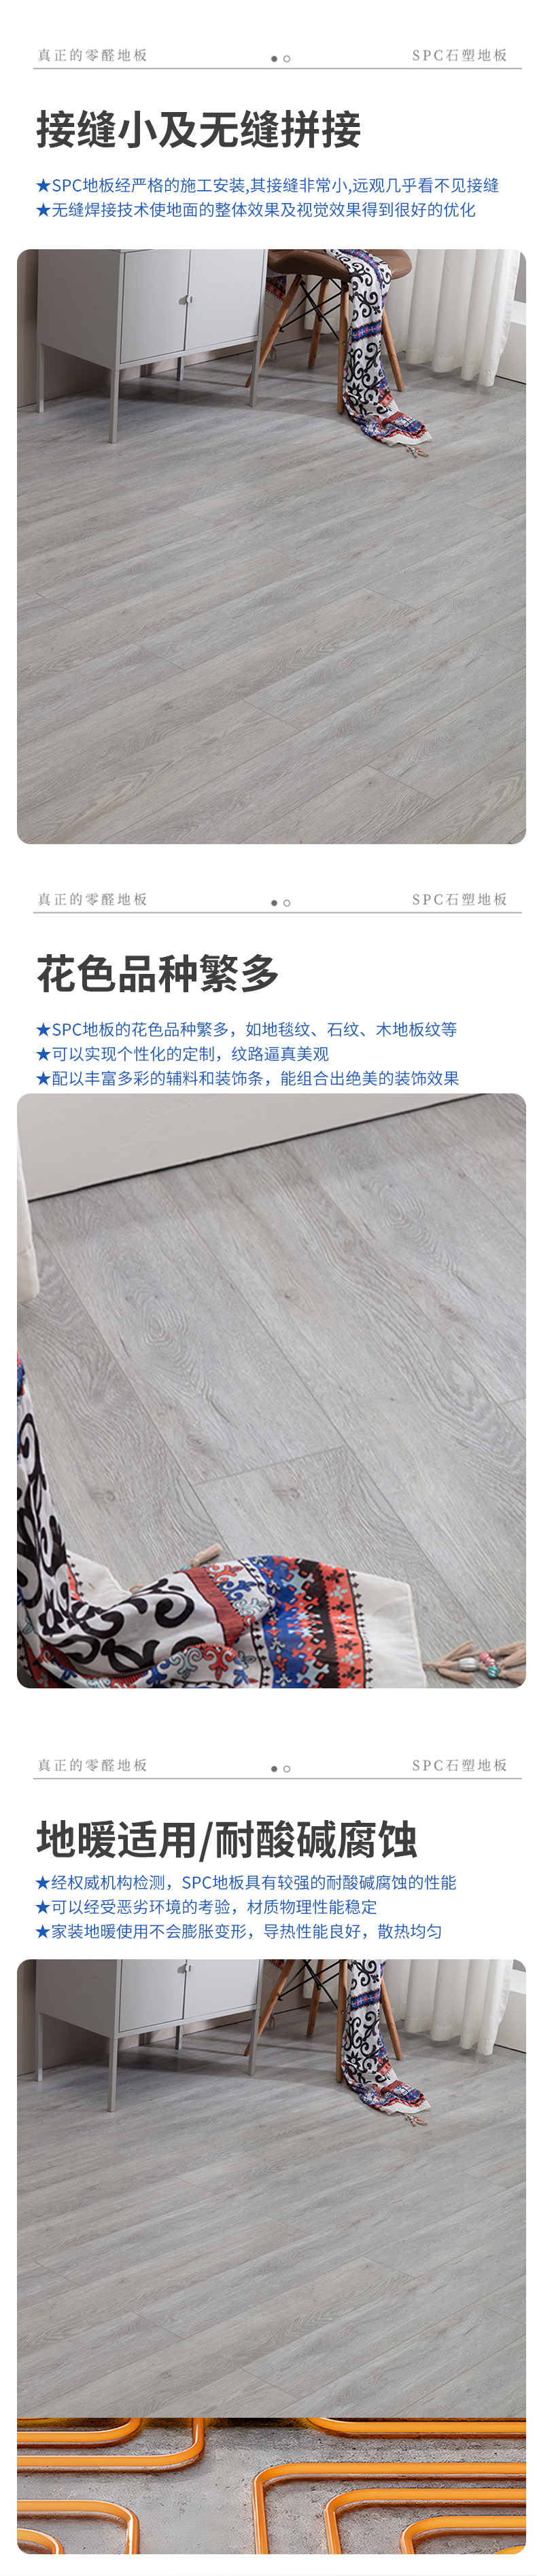 真正的零醛地板
SPC石塑地板
接缝小及无缝拼接
★SPC地板经严格的施工安装,其接缝非常小,远观几乎看不见接缝
★无缝焊接技术使地面的整体效果及视觉效果得到很好的优化
真正的零醛地板
SPC石塑地板
花色品种繁多
★SPC地板的花色品种繁多，如地毯纹、石纹、木地板纹等
★可以实现个性化的定制，纹路逼真美观
★配以丰富多彩的辅料和装饰条，能组合出绝美的装饰效果
真正的零醛地板
SPC石塑地板
地暖适用/耐酸碱腐蚀
★经权威机构检测，SPC地板具有较强的耐酸碱腐蚀的性能
★可以经受恶劣环境的考验，材质物理性能稳定
★家装地暖使用不会膨胀变形，导热性能良好，散热均匀